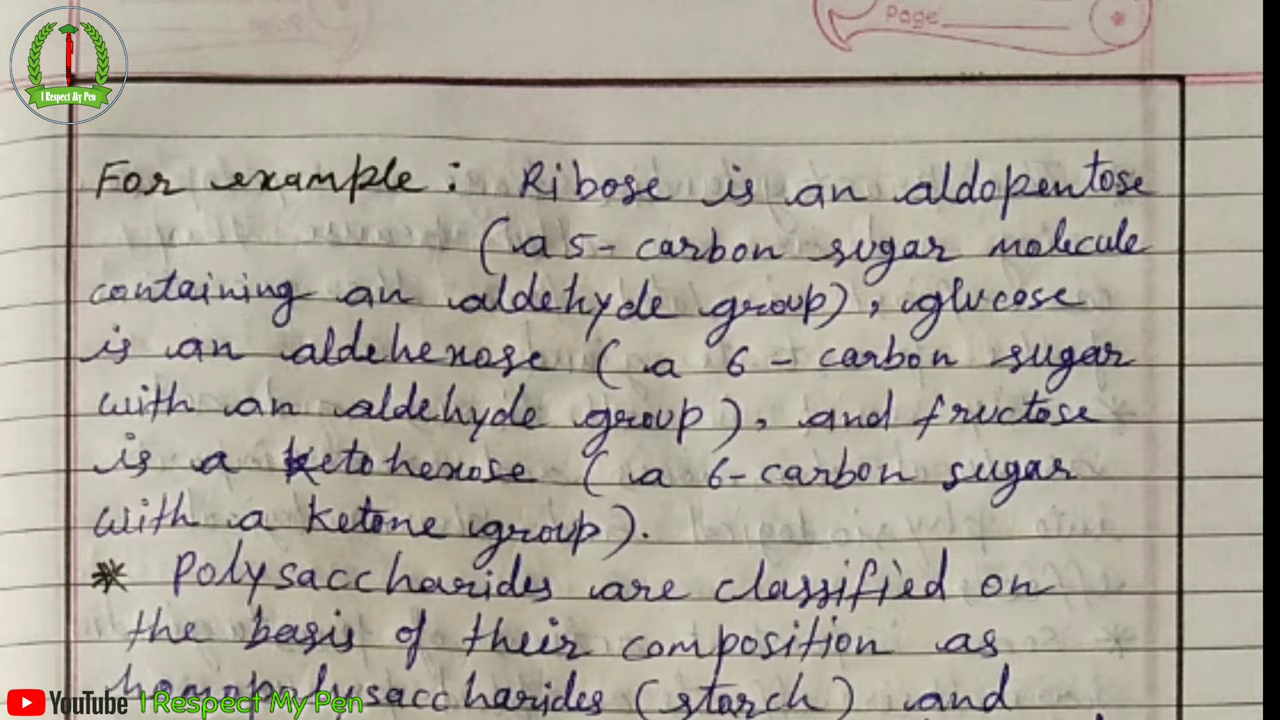 Page
I Respect My Pen
For example : Ribose is an aldopentose
(a 5-carbon sugar molecule
containing an aldehyde group), glucose
is an aldehexose (a 6-carbon sugar
with an aldehyde group), and fructose
is a ketohexose (a 6-carbon sugar
with a ketone group).
* Polysaccharides are classified on
the basis of their composition as
homopolysaccharides (starch) and
YouTube I Respect My Pen